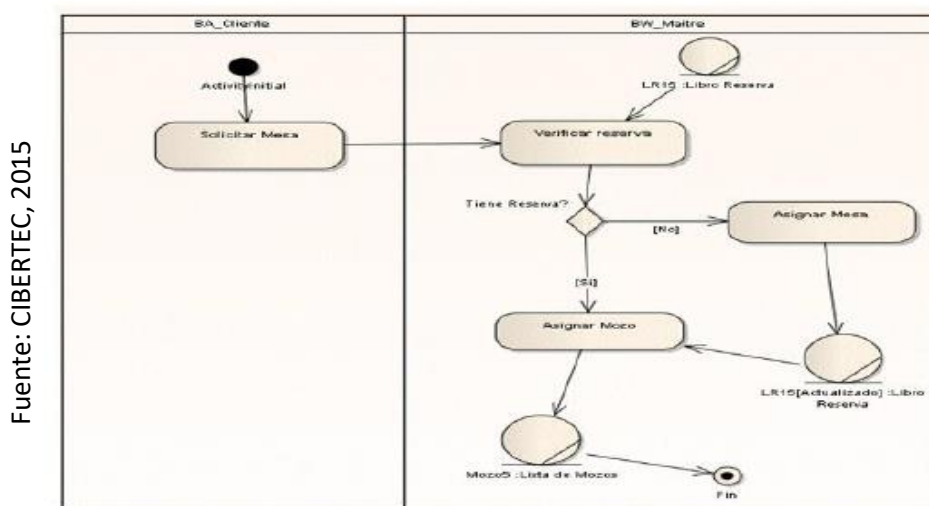 Fuente: CIBERTEC, 2015
BA_Cliente
BW_Maitre
ActivityInitial
LR15 :Libro Reserva
Solicitar Mesa
Verificar reserva
Tiene Reserva?
[No]
Asignar Mesa
[Si]
Asignar Mozo
LR15[Actualizado] :Libro
Reserva
Mozo5 :Lista de Mozos
Fin